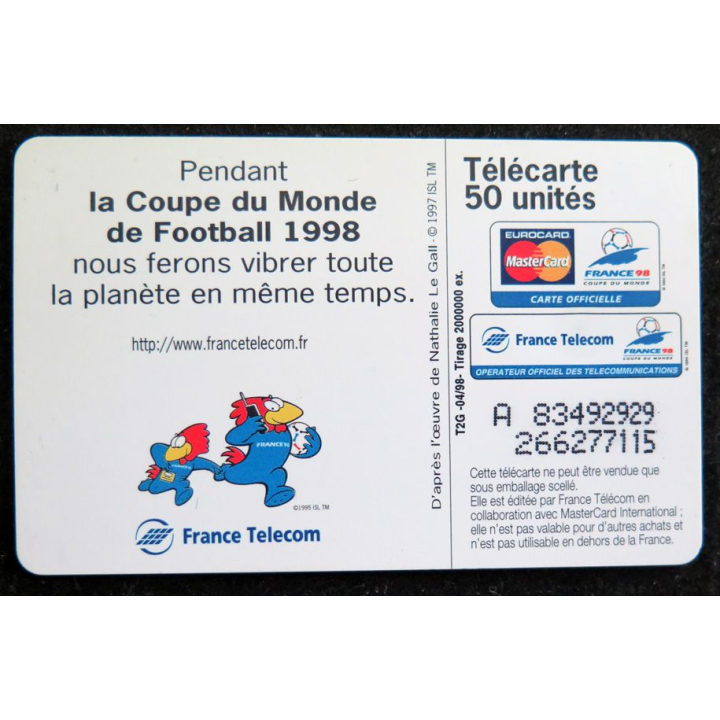 Pendant
la Coupe du Monde
de Football 1998
nous ferons vibrer toute
la planète en même temps.
http://www.francetelecom.fr
FRANCE 98
©1995 ISL TM
France Telecom
D'après l'œuvre de Nathalie Le Gall - © 1997 ISL TM
T2G -04/98- Tirage 2000000 ex.
Télécarte
50 unités
EUROCARD
MasterCard
FRANCE 98
COUPE DU MONDE
CARTE OFFICIELLE
France Telecom
FRANCE 98
COUPE DU MONDE
OPERATEUR OFFICIEL DES TELECOMMUNICATIONS
A 83492929
266277115
Cette télécarte ne peut être vendue que
sous emballage scellé.
Elle est éditée par France Télécom en
collaboration avec MasterCard International ;
elle n'est pas valable pour d'autres achats et
n'est pas utilisable en dehors de la France.